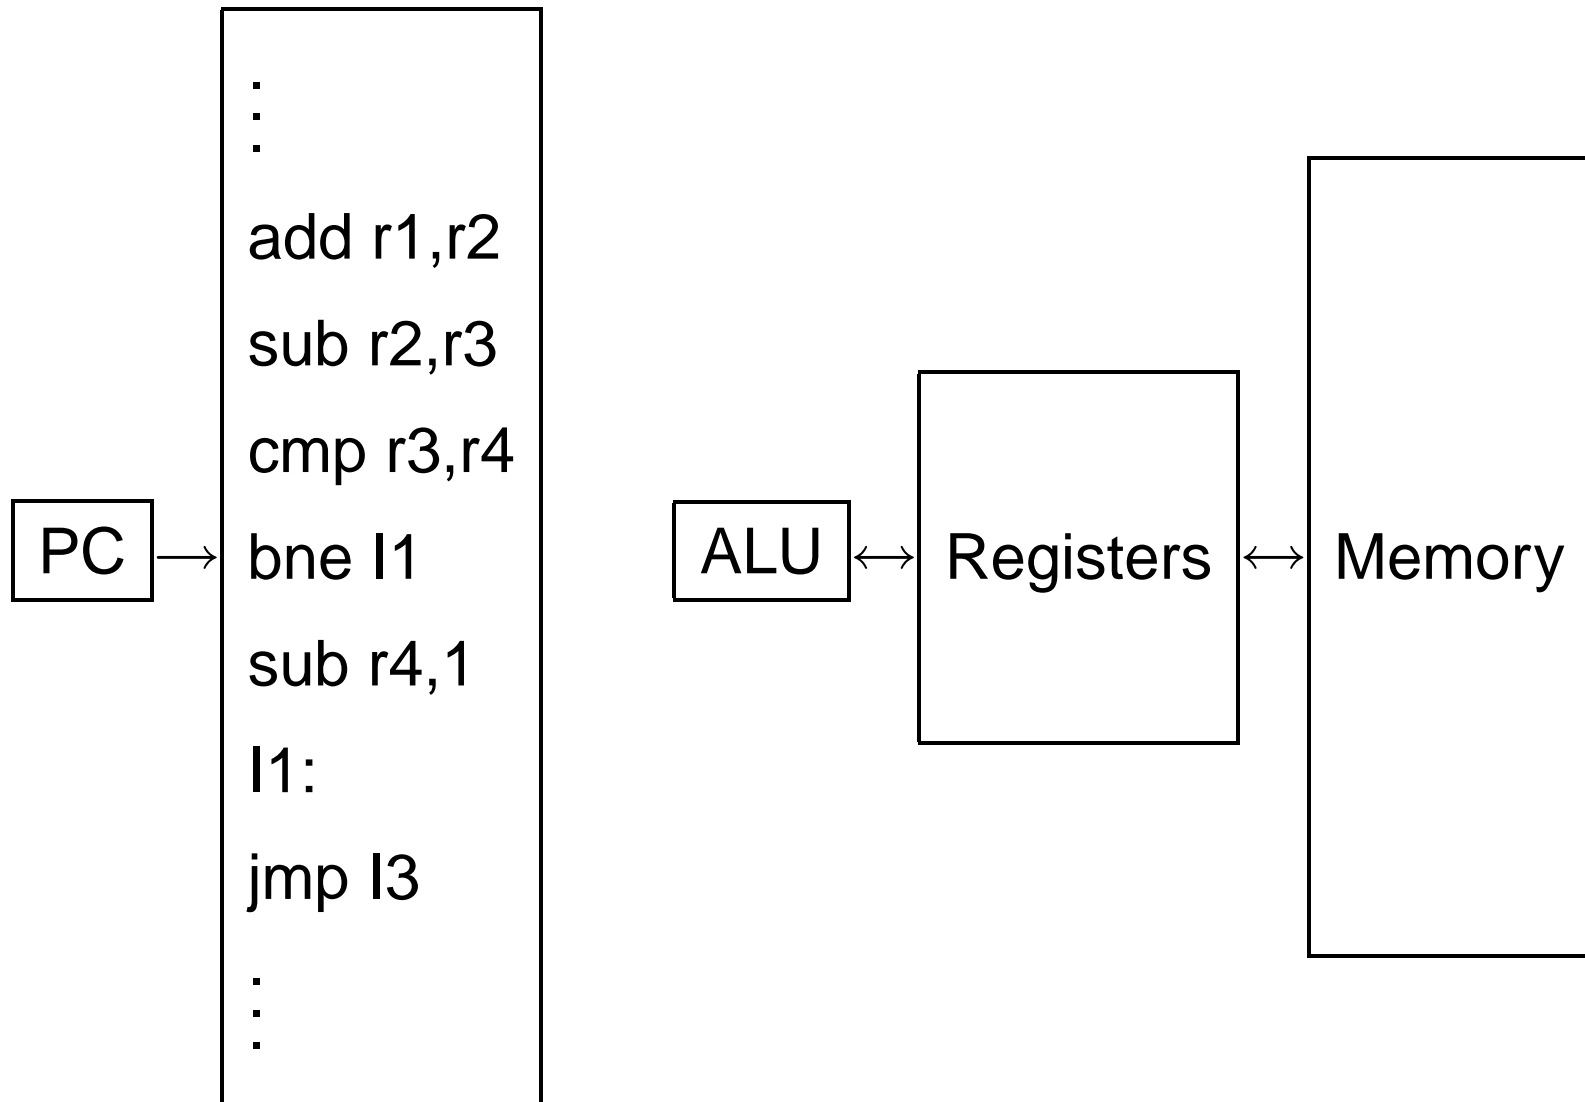 :
add r1,r2
sub r2,r3
cmp r3,r4
PC → bne l1
sub r4,1
l1:
jmp l3
:
ALU ↔ Registers ↔ Memory